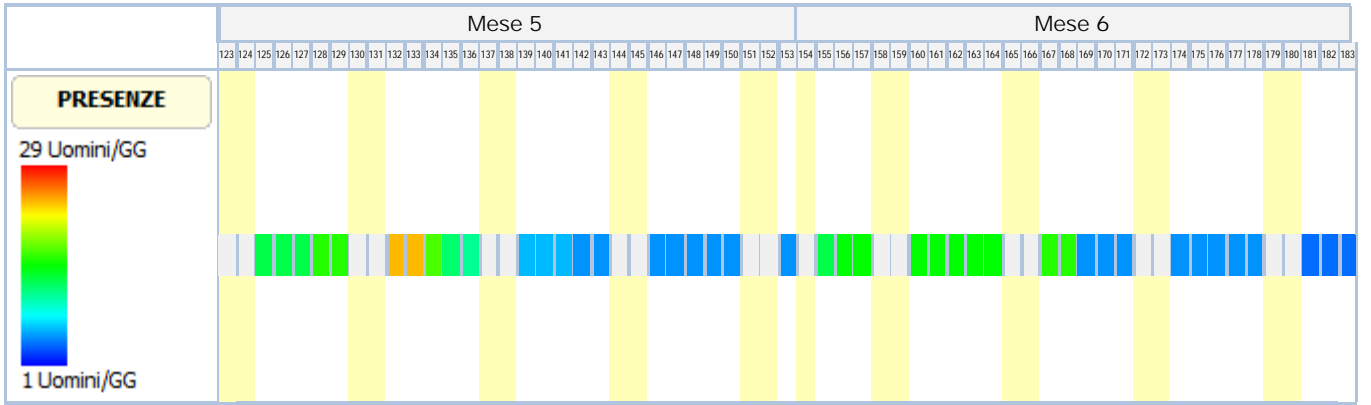 Mese 5 Mese 6
123 124 125 126 127 128 129 130 131 132 133 134 135 136 137 138 139 140 141 142 143 144 145 146 147 148 149 150 151 152 153 154 155 156 157 158 159 160 161 162 163 164 165 166 167 168 169 170 171 172 173 174 175 176 177 178 179 180 181 182 183
PRESENZE
29 Uomini/GG
1 Uomini/GG